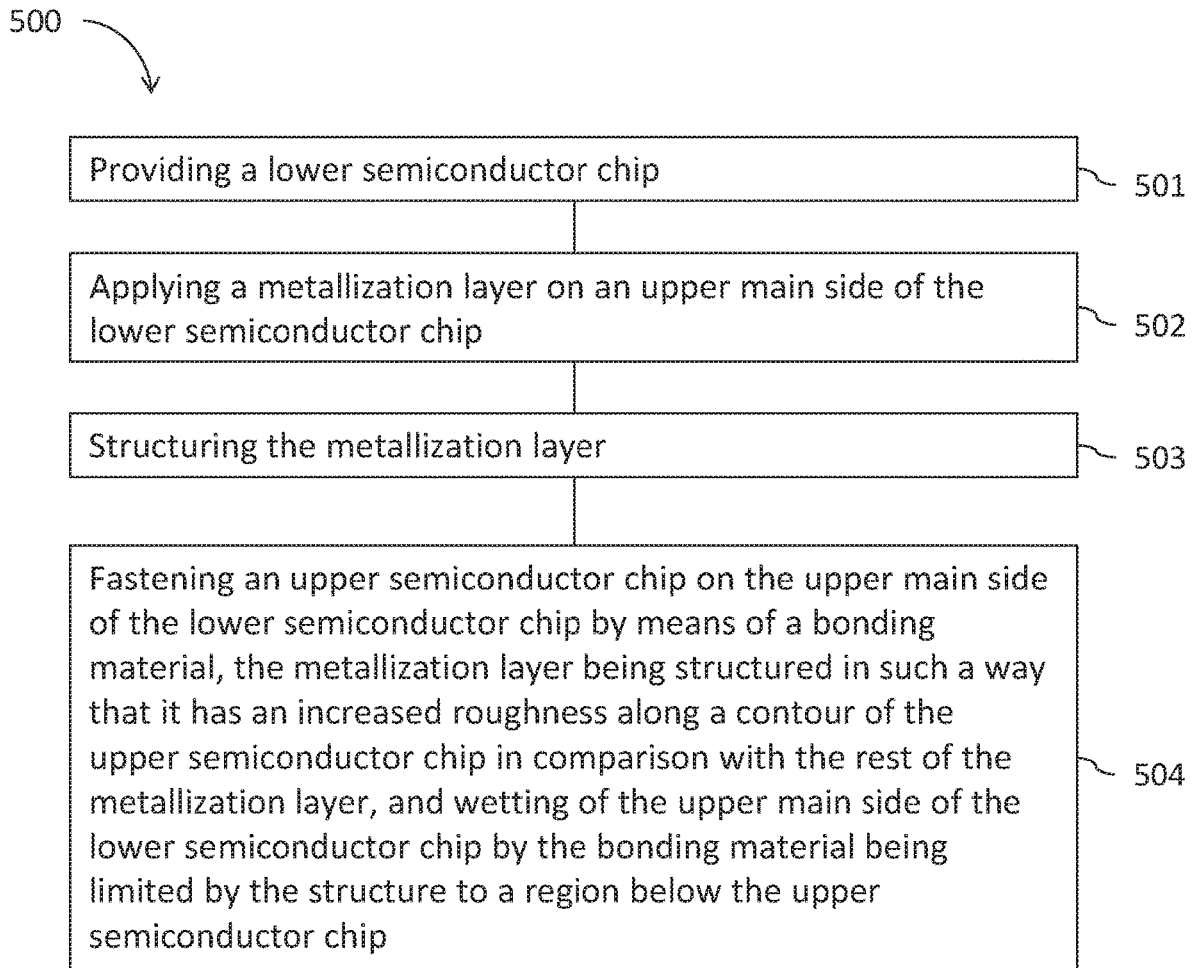 500
Providing a lower semiconductor chip
501
Applying a metallization layer on an upper main side of the
lower semiconductor chip
502
Structuring the metallization layer
503
Fastening an upper semiconductor chip on the upper main side
of the lower semiconductor chip by means of a bonding
material, the metallization layer being structured in such a way
that it has an increased roughness along a contour of the
upper semiconductor chip in comparison with the rest of the
metallization layer, and wetting of the upper main side of the
lower semiconductor chip by the bonding material being
limited by the structure to a region below the upper
semiconductor chip
504